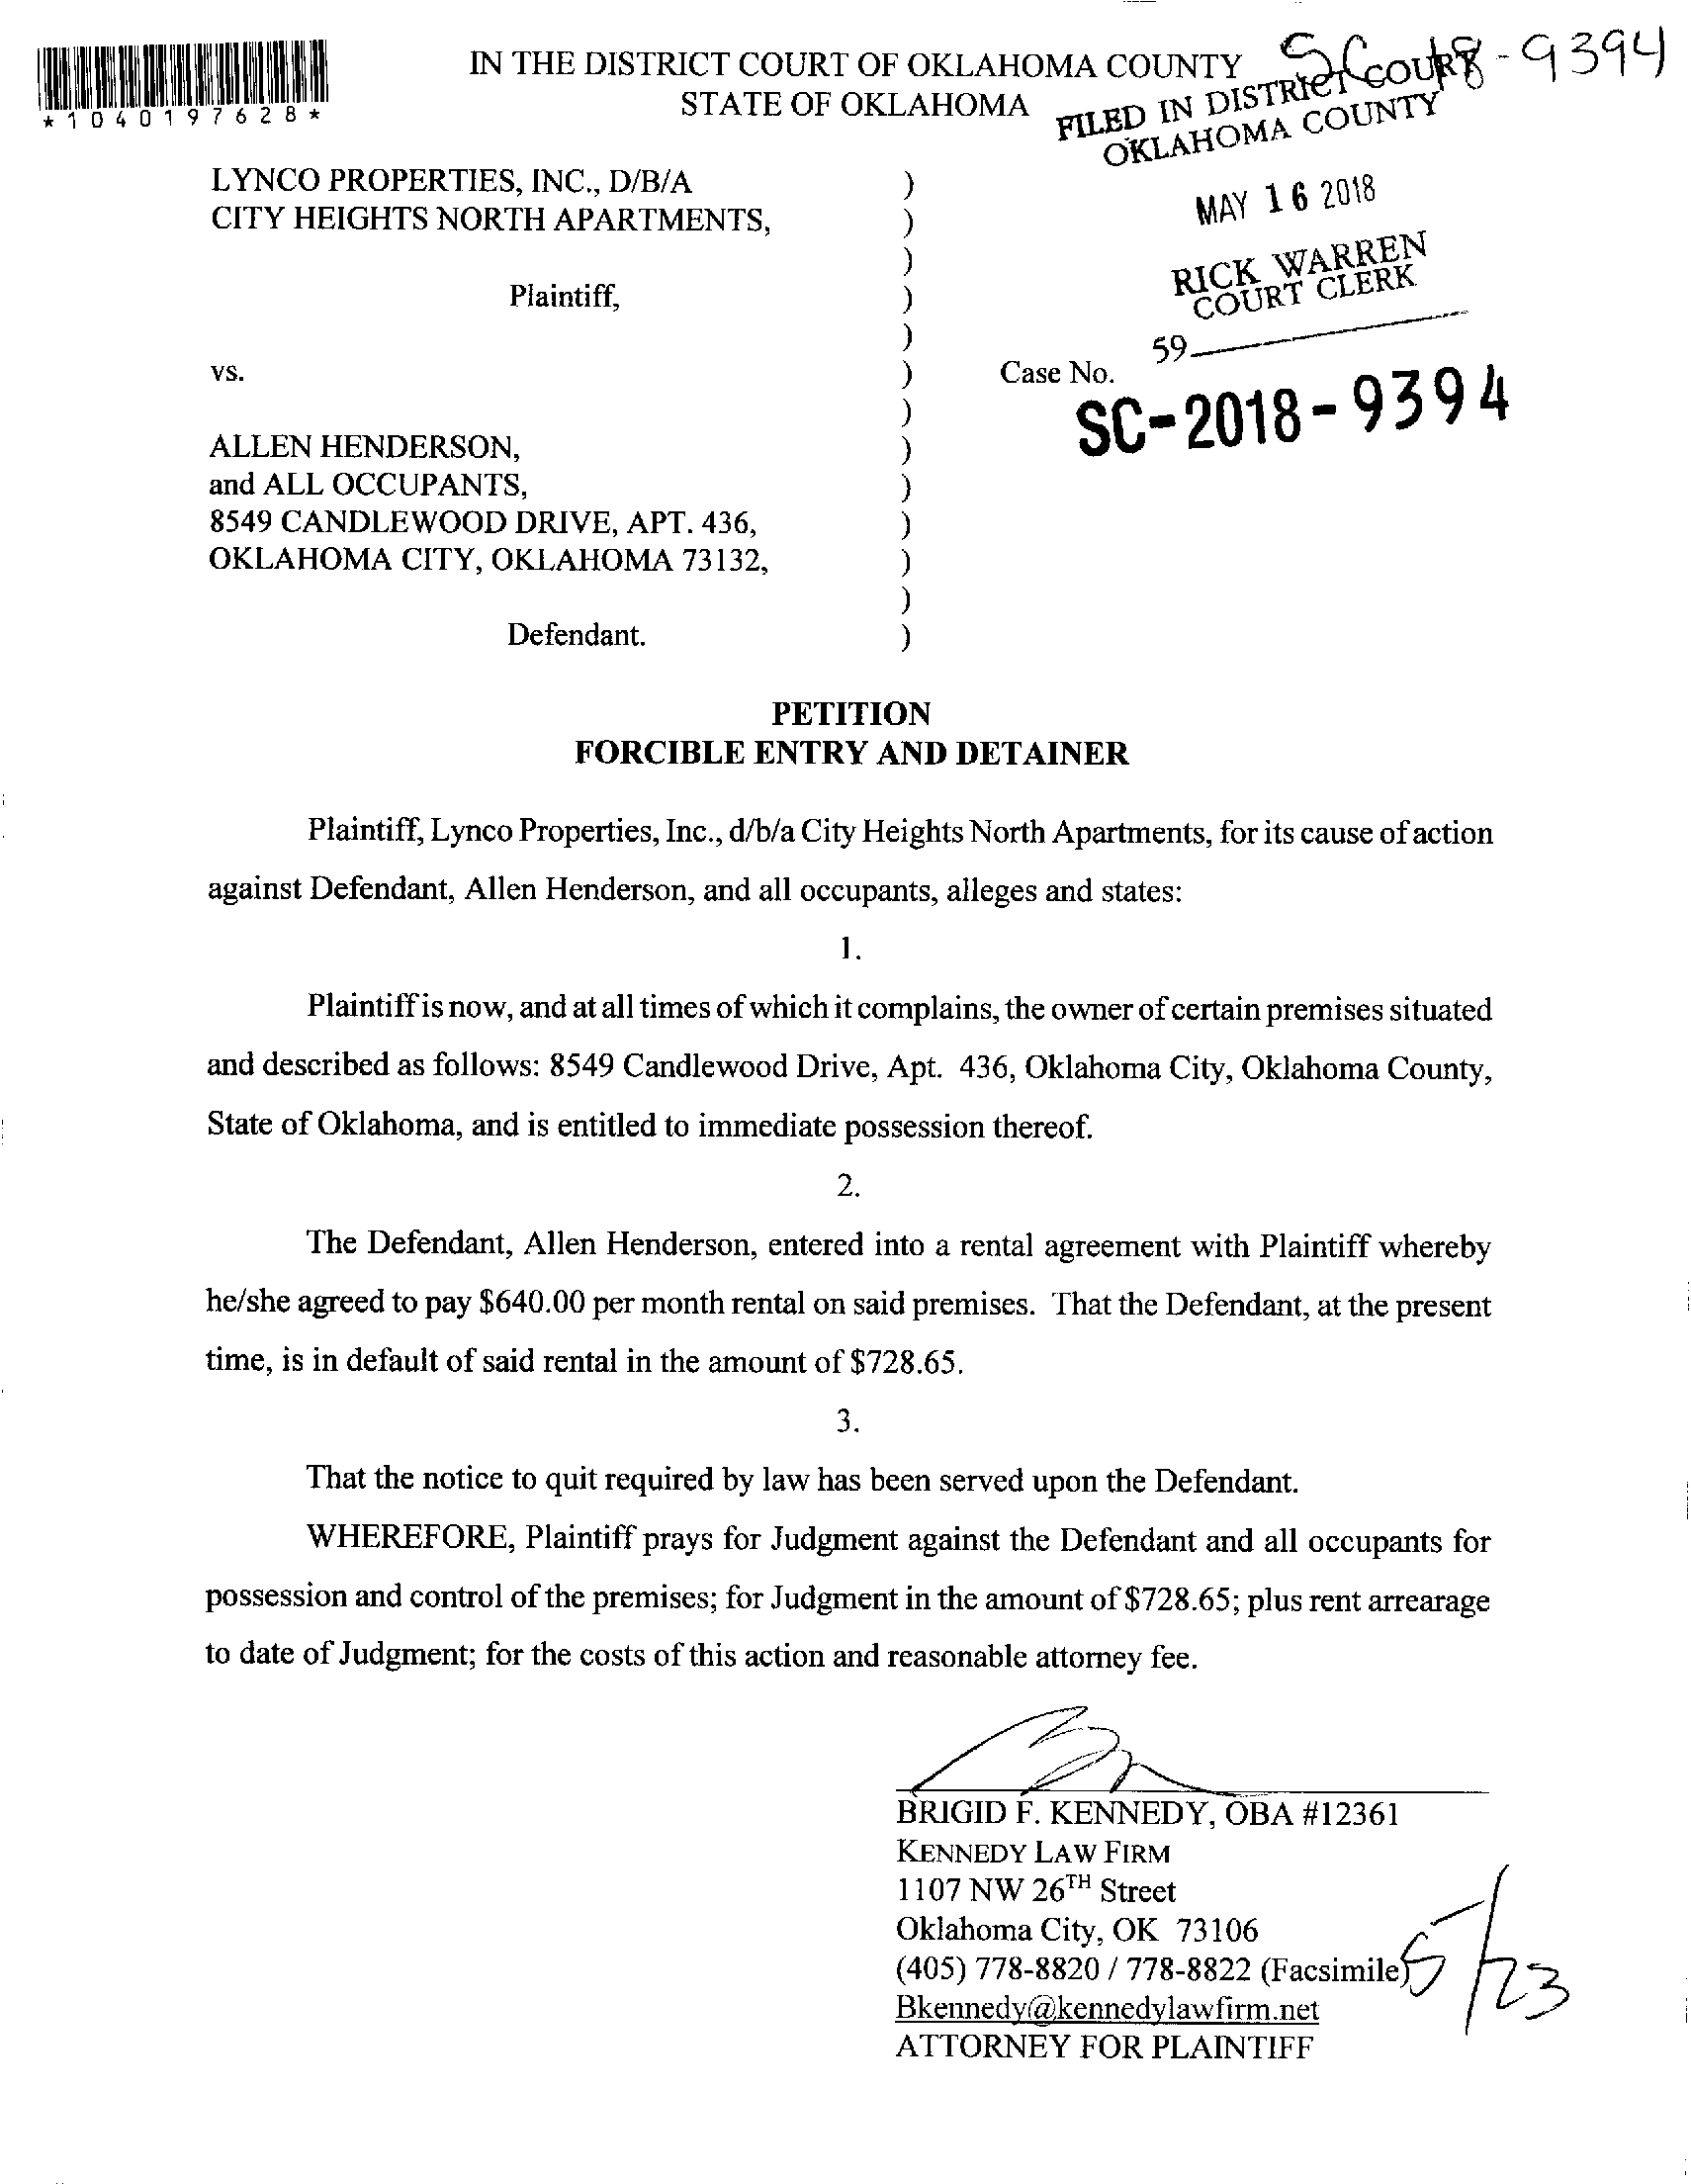 SC 18-9394
*1040197628*
IN THE DISTRICT COURT OF OKLAHOMA COUNTY
STATE OF OKLAHOMA
FILED IN DISTRICT COURT
OKLAHOMA COUNTY
MAY 16 2018
RICK WARREN
COURT CLERK
59
LYNCO PROPERTIES, INC., D/B/A )
CITY HEIGHTS NORTH APARTMENTS, )
)
Plaintiff, )
)
vs. ) Case No.
) SC-2018-9394
ALLEN HENDERSON, )
and ALL OCCUPANTS, )
8549 CANDLEWOOD DRIVE, APT. 436, )
OKLAHOMA CITY, OKLAHOMA 73132, )
)
Defendant. )
PETITION
FORCIBLE ENTRY AND DETAINER
Plaintiff, Lynco Properties, Inc., d/b/a City Heights North Apartments, for its cause of action
against Defendant, Allen Henderson, and all occupants, alleges and states:
1.
Plaintiff is now, and at all times of which it complains, the owner of certain premises situated
and described as follows: 8549 Candlewood Drive, Apt. 436, Oklahoma City, Oklahoma County,
State of Oklahoma, and is entitled to immediate possession thereof.
2.
The Defendant, Allen Henderson, entered into a rental agreement with Plaintiff whereby
he/she agreed to pay $640.00 per month rental on said premises. That the Defendant, at the present
time, is in default of said rental in the amount of $728.65.
3.
That the notice to quit required by law has been served upon the Defendant.
WHEREFORE, Plaintiff prays for Judgment against the Defendant and all occupants for
possession and control of the premises; for Judgment in the amount of $728.65; plus rent arrearage
to date of Judgment; for the costs of this action and reasonable attorney fee.
BRIGID F. KENNEDY, OBA #12361
KENNEDY LAW FIRM
1107 NW 26TH Street
Oklahoma City, OK 73106
(405) 778-8820 / 778-8822 (Facsimile)
Bkennedy@kennedylawfirm.net
ATTORNEY FOR PLAINTIFF
5/23